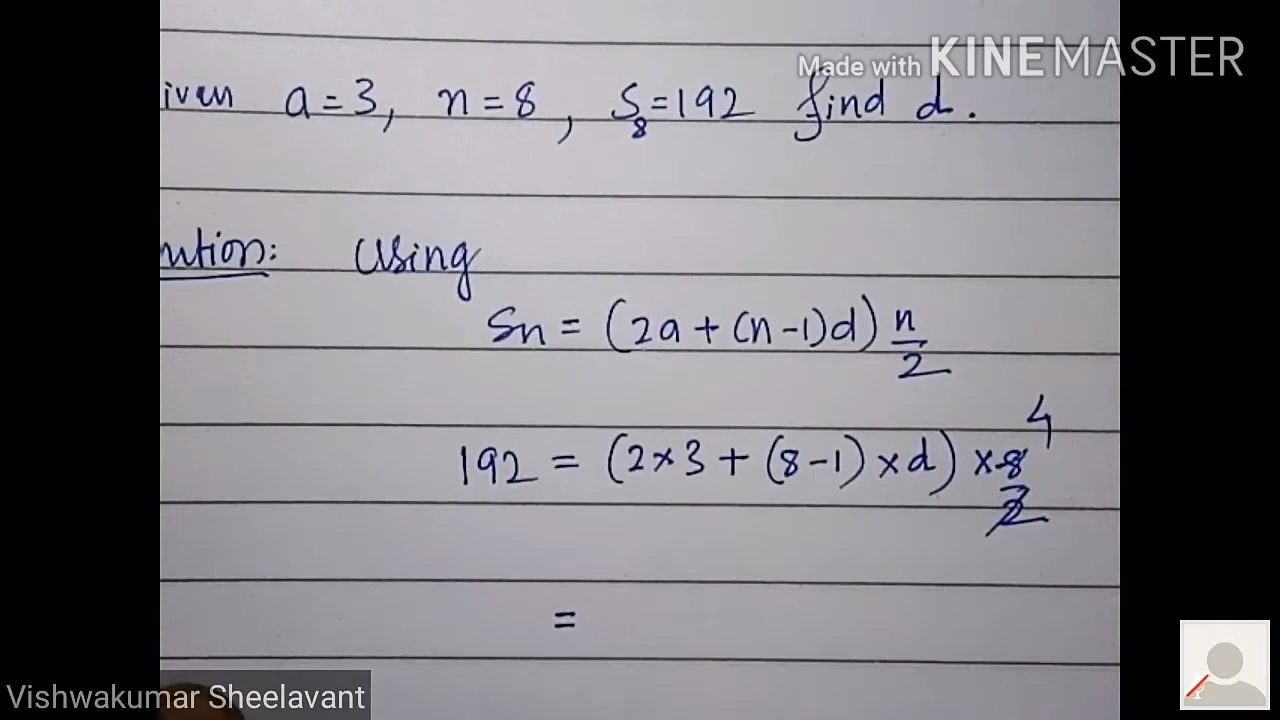 Made with KINEMASTER
iven a=3, n=8, S₈=192 find d.
ution: Using
Sn = (2a + (n-1)d) n/2
4
192 = (2×3 + (8-1)×d) ×8/2
=
Vishwakumar Sheelavant